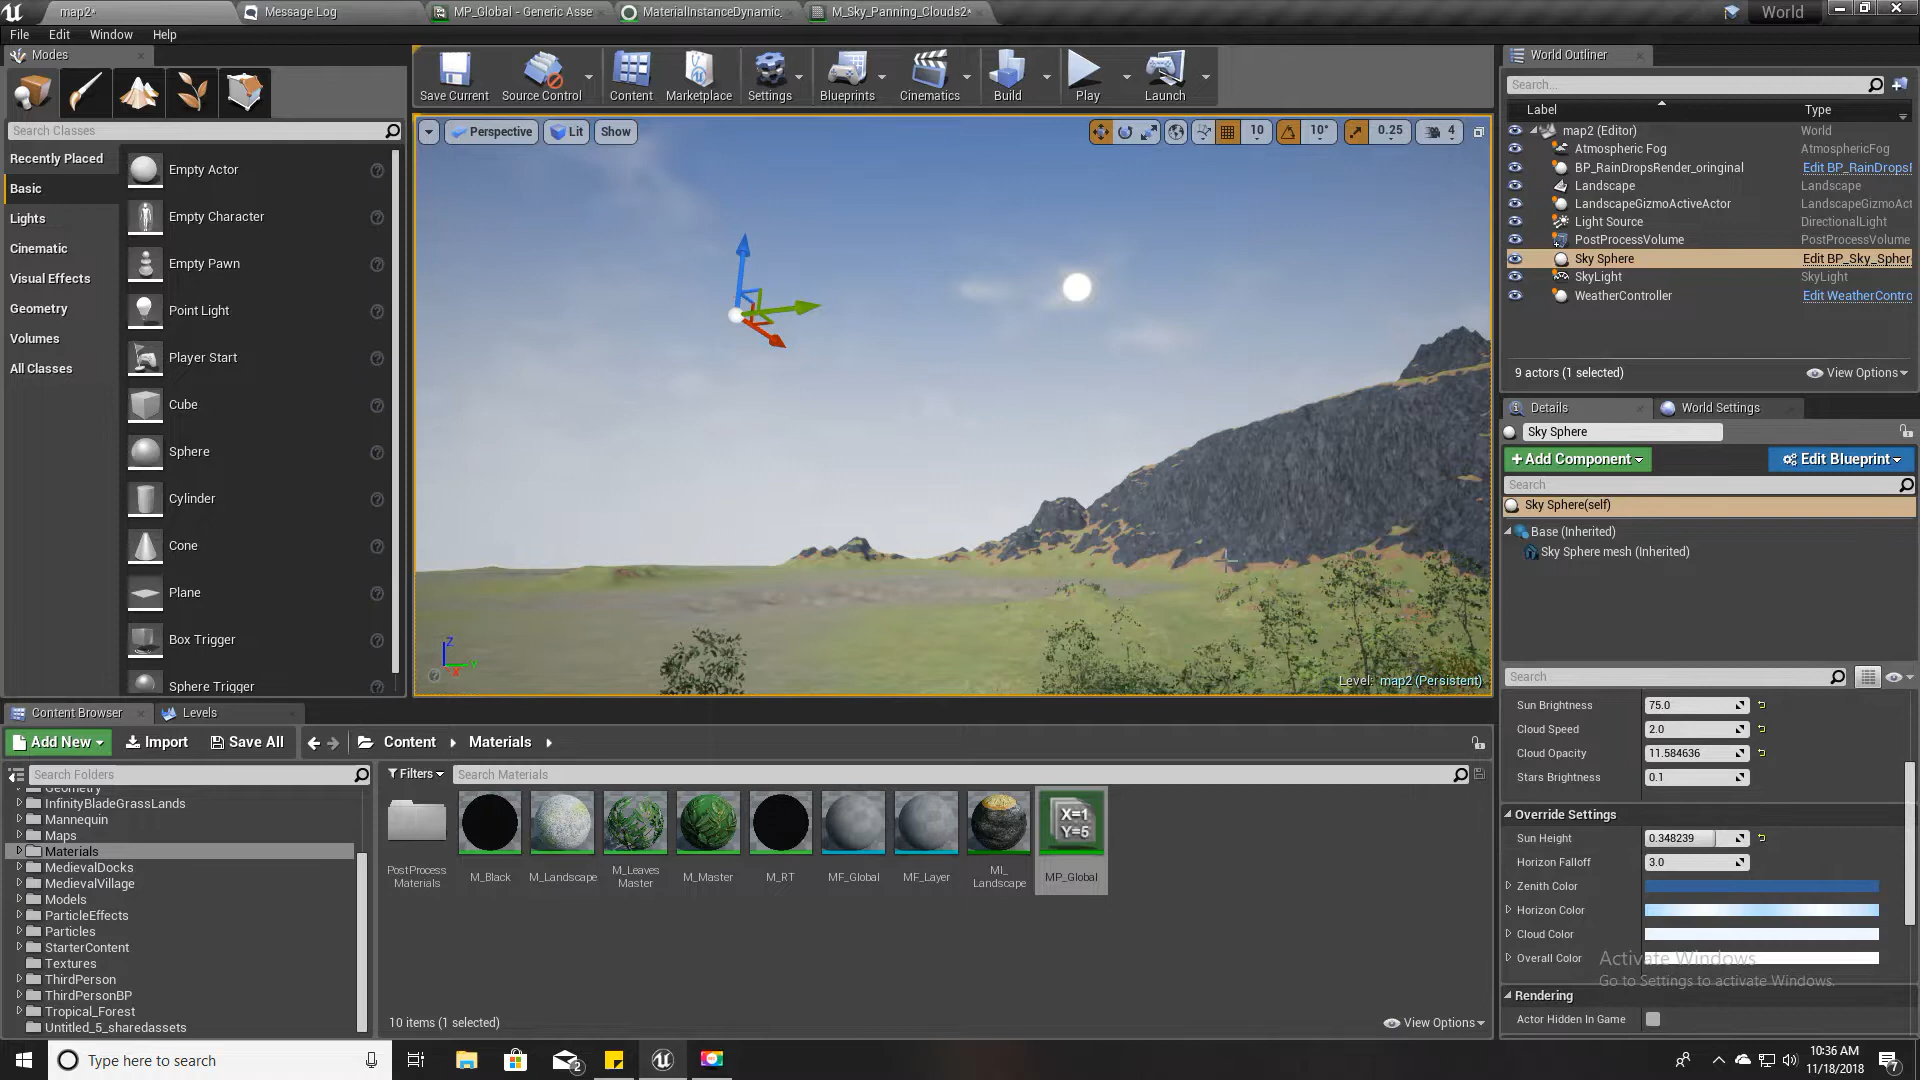 map2*
Message Log
MP_Global - Generic Asse
MaterialInstanceDynamic.
M_Sky_Panning_Clouds2*
World
File Edit Window Help
Modes
Search Classes
Recently Placed
Basic
Lights
Cinematic
Visual Effects
Geometry
Volumes
All Classes
Empty Actor
Empty Character
Empty Pawn
Point Light
Player Start
Cube
Sphere
Cylinder
Cone
Plane
Box Trigger
Sphere Trigger
Save Current
Source Control
Content
Marketplace
Settings
Blueprints
Cinematics
Build
Play
Launch
Perspective
Lit
Show
10
10°
0.25
4
Z
Level: map2 (Persistent)
World Outliner
Search...
Label Type
map2 (Editor) World
Atmospheric Fog AtmosphericFog
BP_RainDropsRender_oringinal Edit BP_RainDropsF
Landscape Landscape
LandscapeGizmoActiveActor LandscapeGizmoAct
Light Source DirectionalLight
PostProcessVolume PostProcessVolume
Sky Sphere Edit BP_Sky_Spher
SkyLight SkyLight
WeatherController Edit WeatherContro
9 actors (1 selected)
View Options
Details
World Settings
Sky Sphere
Add Component
Edit Blueprint
Search
Sky Sphere(self)
Base (Inherited)
Sky Sphere mesh (Inherited)
Search
Sun Brightness 75.0
Cloud Speed 2.0
Cloud Opacity 11.584636
Stars Brightness 0.1
Override Settings
Sun Height 0.348239
Horizon Falloff 3.0
Zenith Color
Horizon Color
Cloud Color
Overall Color
Activate Windows
Go to Settings to activate Windows.
Rendering
Actor Hidden In Game
Content Browser
Levels
Add New
Import
Save All
Content
Materials
Search Folders
Filters
Search Materials
Geometry
InfinityBladeGrassLands
Mannequin
Maps
Materials
MedievalDocks
MedievalVillage
Models
ParticleEffects
Particles
StarterContent
Textures
ThirdPerson
ThirdPersonBP
Tropical_Forest
Untitled_5_sharedassets
X=1
Y=5
PostProcess
Materials
M_Black
M_Landscape
M_Leaves
Master
M_Master
M_RT
MF_Global
MF_Layer
MI_
Landscape
MP_Global
10 items (1 selected)
View Options
Type here to search
2
10:36 AM
11/18/2018
7